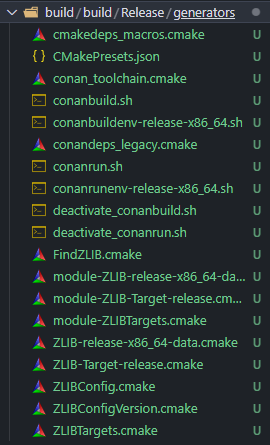 build / build / Release / generators
cmakedeps_macros.cmake U
{ } CMakePresets.json U
conan_toolchain.cmake U
conanbuild.sh U
conanbuildenv-release-x86_64.sh U
conandeps_legacy.cmake U
conanrun.sh U
conanrunenv-release-x86_64.sh U
deactivate_conanbuild.sh U
deactivate_conanrun.sh U
FindZLIB.cmake U
module-ZLIB-release-x86_64-da... U
module-ZLIB-Target-release.cm... U
module-ZLIBTargets.cmake U
ZLIB-release-x86_64-data.cmake U
ZLIB-Target-release.cmake U
ZLIBConfig.cmake U
ZLIBConfigVersion.cmake U
ZLIBTargets.cmake U